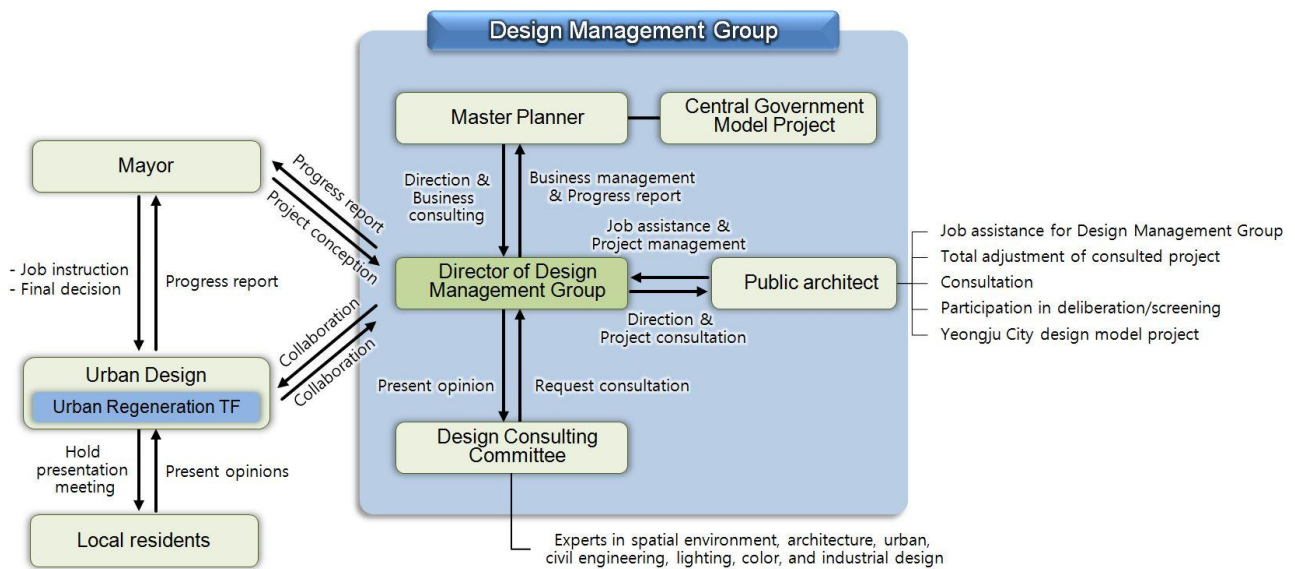 Design Management Group
Master Planner
Central Government
Model Project
Mayor
Progress report
Project conception
Direction &
Business
consulting
Business management
& Progress report
Job assistance &
Project management
- Job instruction
- Final decision
Progress report
Director of Design
Management Group
Public architect
Job assistance for Design Management Group
Total adjustment of consulted project
Consultation
Participation in deliberation/screening
Yeongju City design model project
Direction &
Project consultation
Collaboration
Collaboration
Urban Design
Urban Regeneration TF
Present opinion
Request consultation
Design Consulting
Committee
Hold
presentation
meeting
Present opinions
Local residents
Experts in spatial environment, architecture, urban,
civil engineering, lighting, color, and industrial design